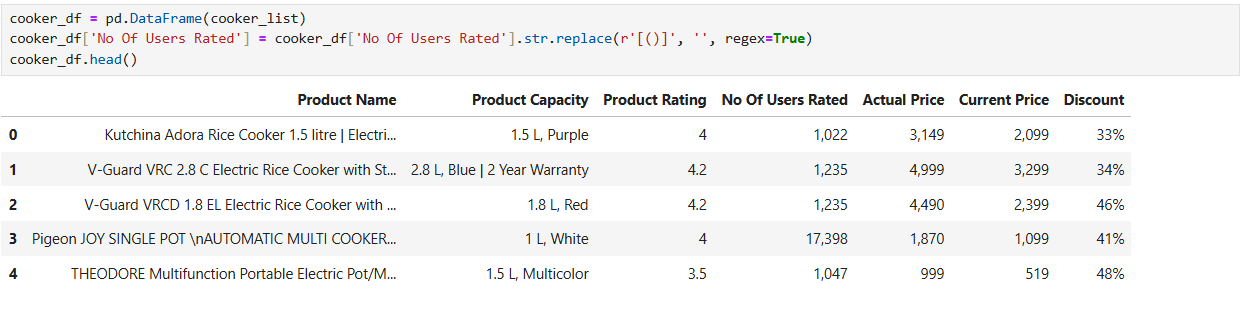 cooker_df = pd.DataFrame(cooker_list)
cooker_df['No Of Users Rated'] = cooker_df['No Of Users Rated'].str.replace(r'[()]', '', regex=True)
cooker_df.head()
Product Name Product Capacity Product Rating No Of Users Rated Actual Price Current Price Discount
0 Kutchina Adora Rice Cooker 1.5 litre | Electri... 1.5 L, Purple 4 1,022 3,149 2,099 33%
1 V-Guard VRC 2.8 C Electric Rice Cooker with St... 2.8 L, Blue | 2 Year Warranty 4.2 1,235 4,999 3,299 34%
2 V-Guard VRCD 1.8 EL Electric Rice Cooker with ... 1.8 L, Red 4.2 1,235 4,490 2,399 46%
3 Pigeon JOY SINGLE POT \nAUTOMATIC MULTI COOKER... 1 L, White 4 17,398 1,870 1,099 41%
4 THEODORE Multifunction Portable Electric Pot/M... 1.5 L, Multicolor 3.5 1,047 999 519 48%